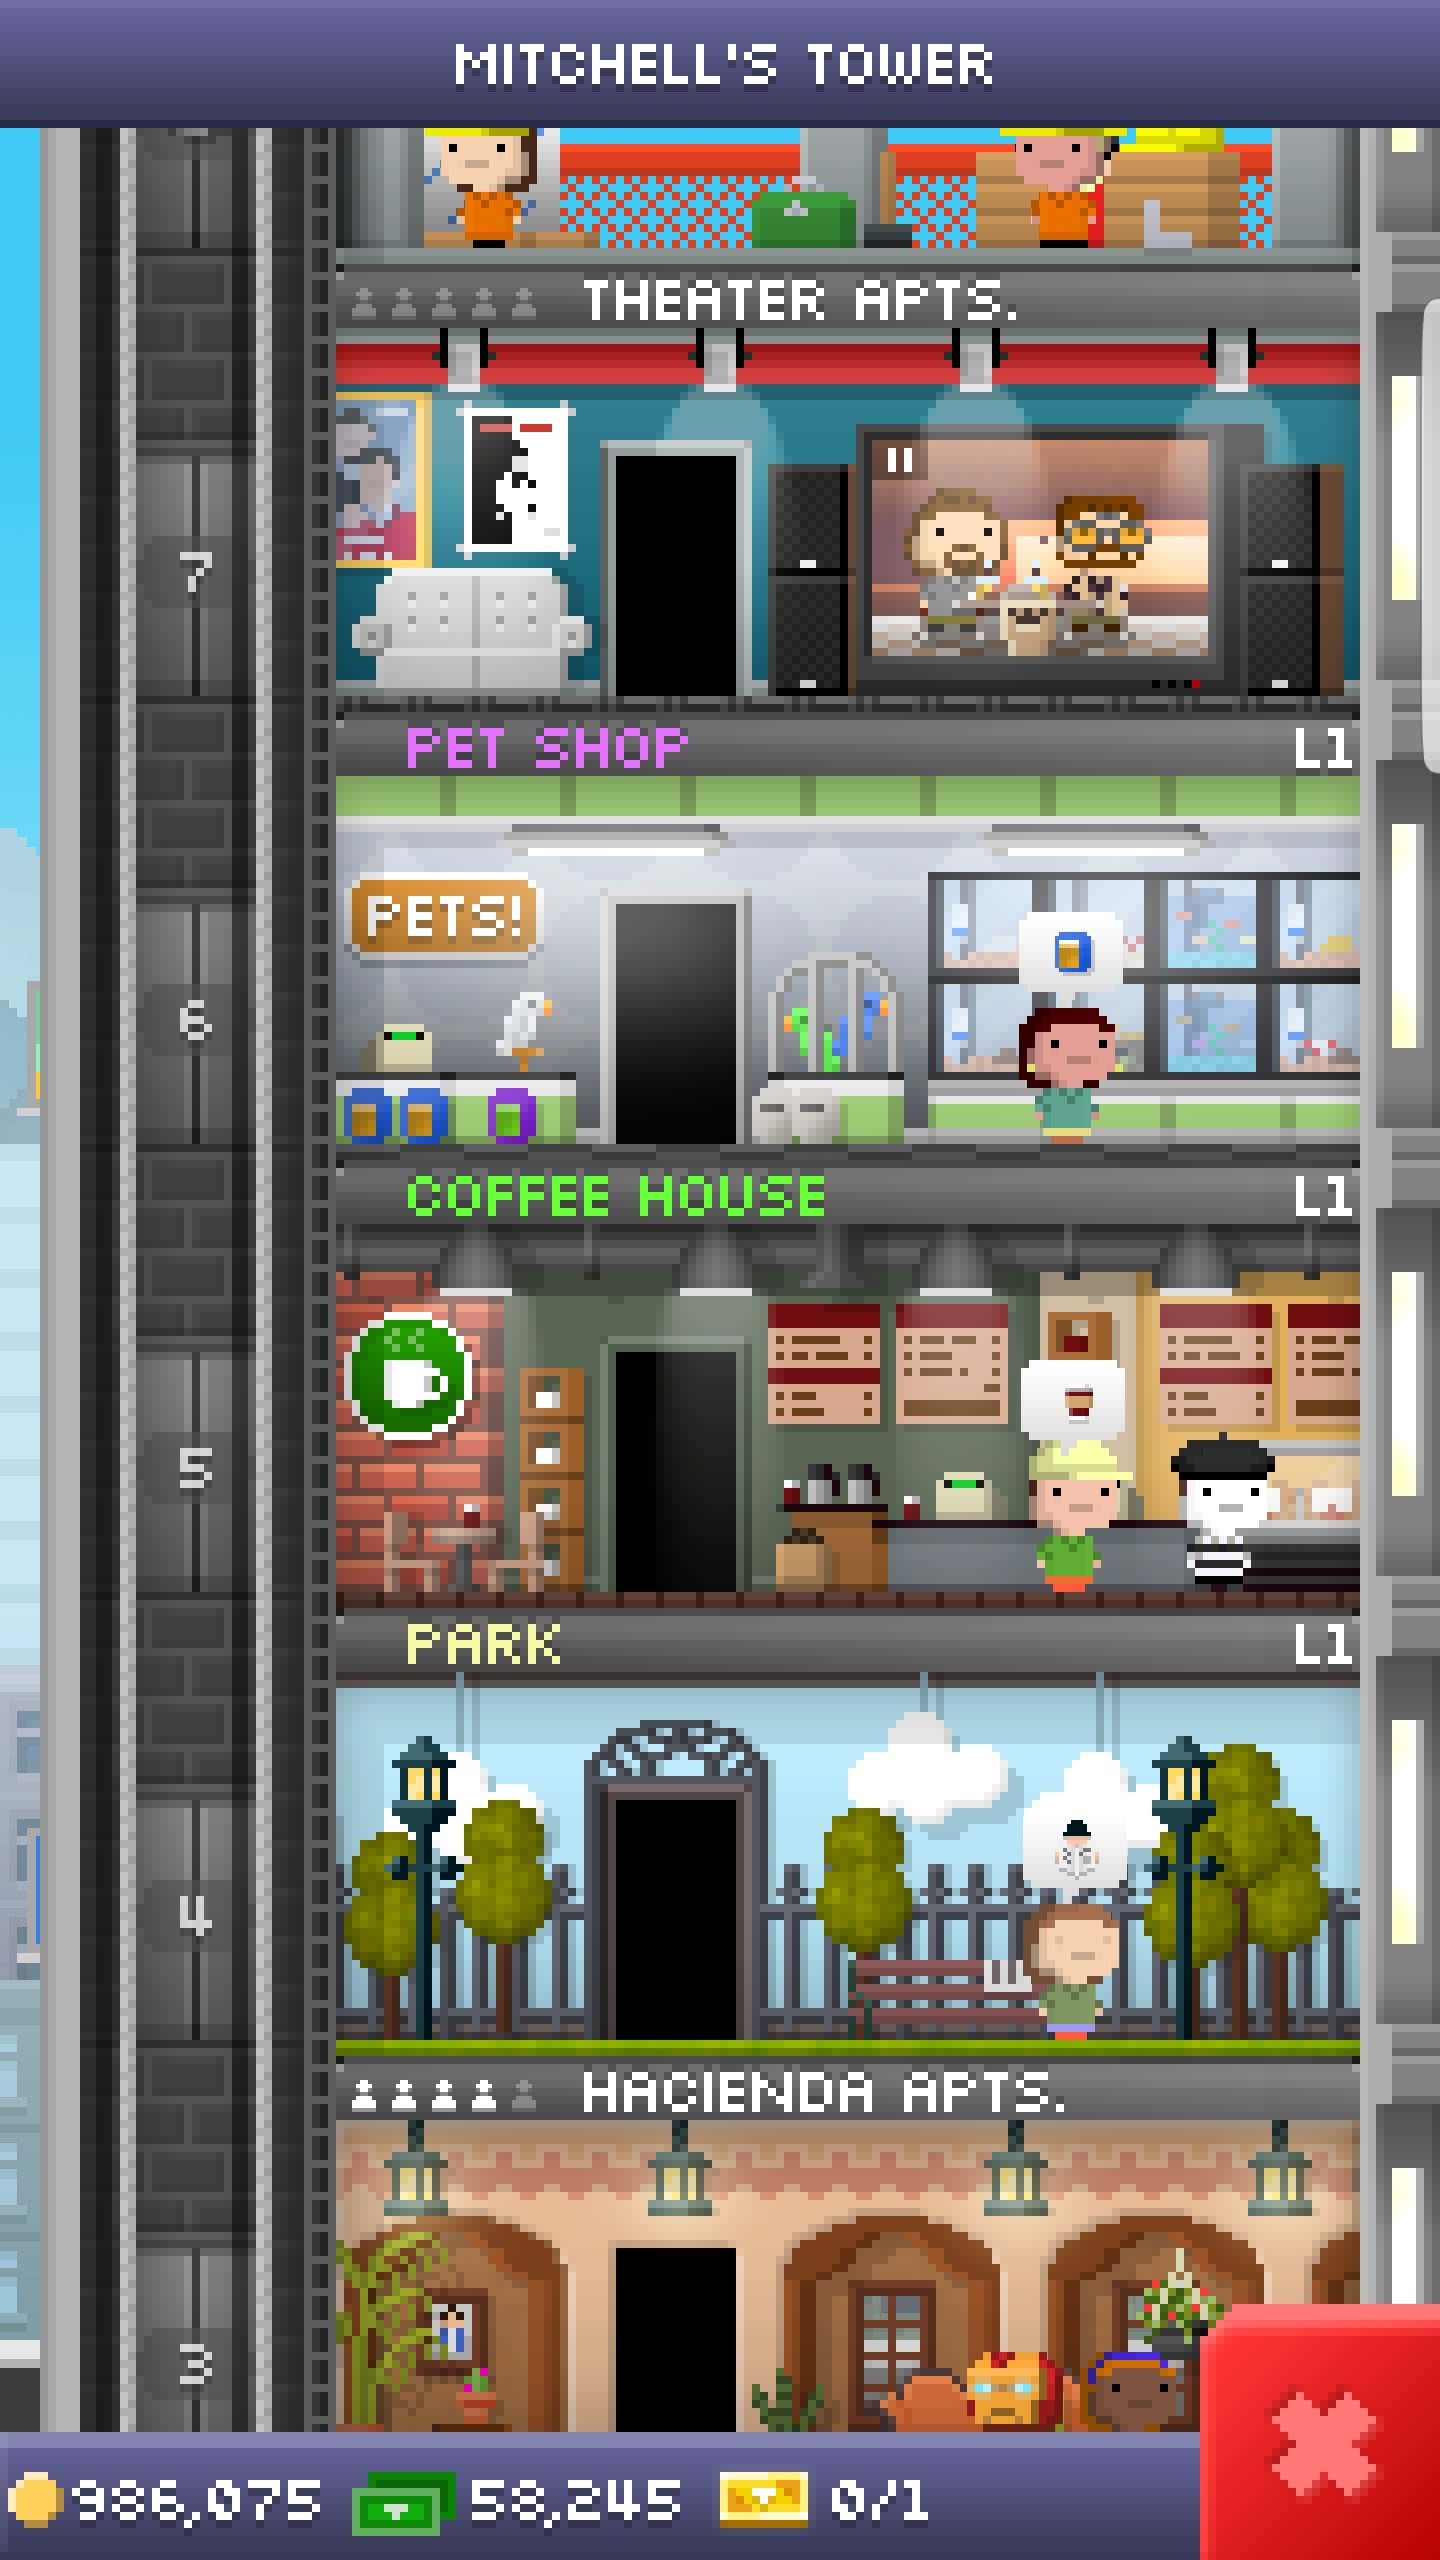 MITCHELL'S TOWER
THEATER APTS.
7
PET SHOP L1
PETS!
6
COFFEE HOUSE L1
5
PARK L1
4
HACIENDA APTS.
3
986,075 58,245 0/1